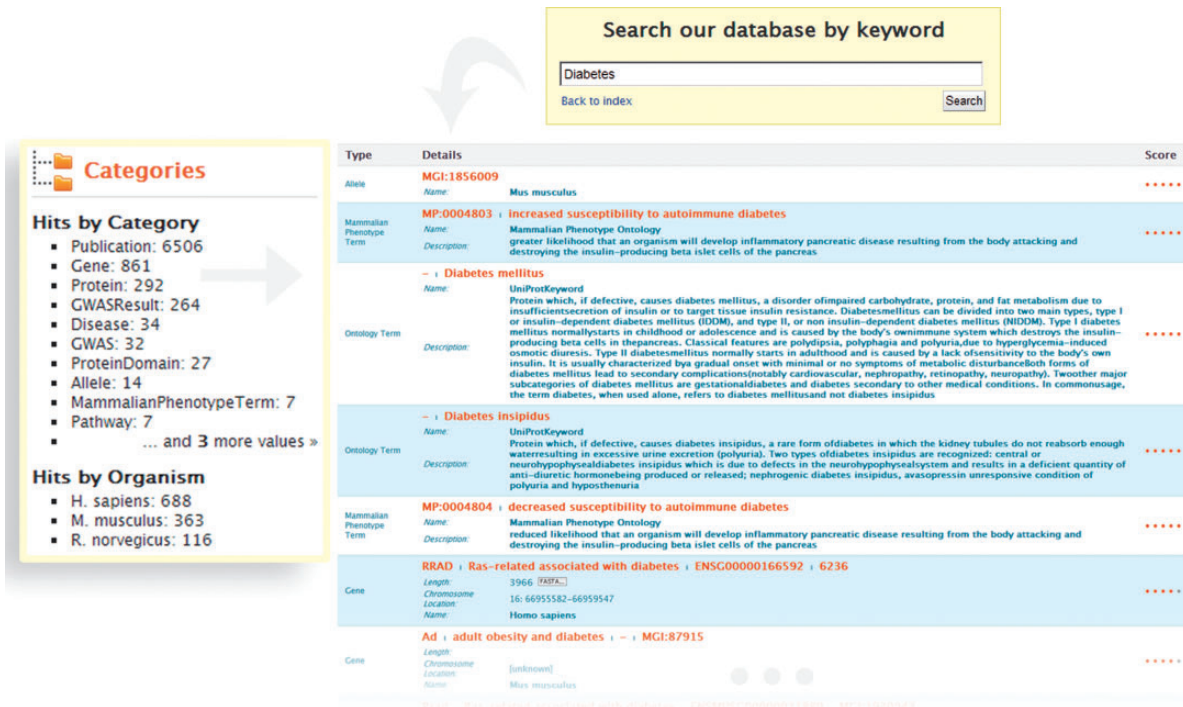 Search our database by keyword
Diabetes
Back to index
Search
Categories
Hits by Category
Publication: 6506
Gene: 861
Protein: 292
GWASResult: 264
Disease: 34
GWAS: 32
ProteinDomain: 27
Allele: 14
MammalianPhenotypeTerm: 7
Pathway: 7
... and 3 more values »
Hits by Organism
H. sapiens: 688
M. musculus: 363
R. norvegicus: 116
Type Details Score
Allele
MGI:1856009
Name: Mus musculus
Mammalian
Phenotype
Term
MP:0004803 increased susceptibility to autoimmune diabetes
Name: Mammalian Phenotype Ontology
Description: greater likelihood that an organism will develop inflammatory pancreatic disease resulting from the body attacking and
destroying the insulin-producing beta islet cells of the pancreas
Ontology Term
- Diabetes mellitus
Name: UniProtKeyword
Description:
Protein which, if defective, causes diabetes mellitus, a disorder ofimpaired carbohydrate, protein, and fat metabolism due to
insufficientsecretion of insulin or to target tissue insulin resistance. Diabetesmellitus can be divided into two main types, type I
or insulin-dependent diabetes mellitus (IDDM), and type II, or non insulin-dependent diabetes mellitus (NIDDM). Type I diabetes
mellitus normallystarts in childhood or adolescence and is caused by the body's ownimmune system which destroys the insulin-
producing beta cells in thepancreas. Classical features are polydipsia, polyphagia and polyuria,due to hyperglycemia-induced
osmotic diuresis. Type II diabetesmellitus normally starts in adulthood and is caused by a lack ofsensitivity to the body's own
insulin. It is usually characterized bya gradual onset with minimal or no symptoms of metabolic disturbanceBoth forms of
diabetes mellitus lead to secondary complications(notably cardiovascular, nephropathy, retinopathy, neuropathy). Twoother major
subcategories of diabetes mellitus are gestationaldiabetes and diabetes secondary to other medical conditions. In commonusage,
the term diabetes, when used alone, refers to diabetes mellitusand not diabetes insipidus
Ontology Term
- Diabetes insipidus
Name: UniProtKeyword
Description:
Protein which, if defective, causes diabetes insipidus, a rare form ofdiabetes in which the kidney tubules do not reabsorb enough
waterresulting in excessive urine excretion (polyuria). Two types ofdiabetes insipidus are recognized: central or
neurohypophysealdiabetes insipidus which is due to defects in the neurohypophysealsystem and results in a deficient quantity of
anti-diuretic hormonebeing produced or released; nephrogenic diabetes insipidus, avasopressin unresponsive condition of
polyuria and hyposthenuria
Mammalian
Phenotype
Term
MP:0004804 decreased susceptibility to autoimmune diabetes
Name: Mammalian Phenotype Ontology
Description: reduced likelihood that an organism will develop inflammatory pancreatic disease resulting from the body attacking and
destroying the insulin-producing beta islet cells of the pancreas
Gene
RRAD Ras-related associated with diabetes ENSG00000166592 6236
Length: 3966 FASTA...
Chromosome
Location: 16: 66955582-66959547
Name: Homo sapiens
Gene
Ad adult obesity and diabetes - MGI:87915
Length:
Chromosome
Location: [unknown]
Name: Mus musculus